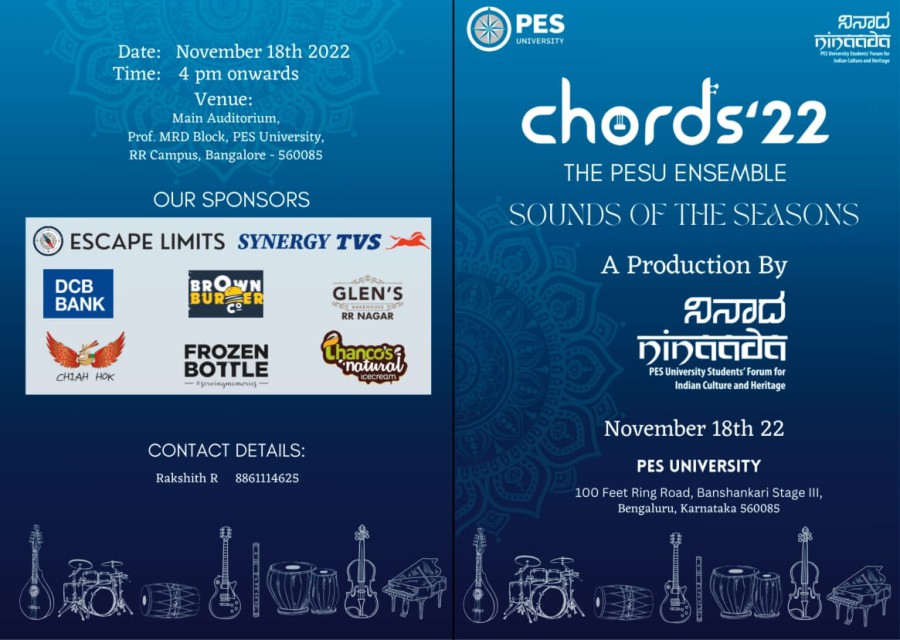 Date: November 18th 2022
Time: 4 pm onwards
Venue:
Main Auditorium,
Prof. MRD Block, PES University,
RR Campus, Bangalore - 560085
OUR SPONSORS
ESCAPE LIMITS SYNERGY TVS
DCB
BANK
BROWN
BURGER
CO
GLEN'S
BAKEHOUSE
RR NAGAR
CHIAH HOK
FROZEN
BOTTLE
#servingmemories
Thanco's
natural
icecream
CONTACT DETAILS:
Rakshith R 8861114625
PES
UNIVERSITY
ನಿನಾದ
ninaada
PES University Students' Forum for
Indian Culture and Heritage
chords'22
THE PESU ENSEMBLE
SOUNDS OF THE SEASONS
A Production By
ನಿನಾದ
ninaada
PES University Students' Forum for
Indian Culture and Heritage
November 18th 22
PES UNIVERSITY
100 Feet Ring Road, Banshankari Stage III,
Bengaluru, Karnataka 560085